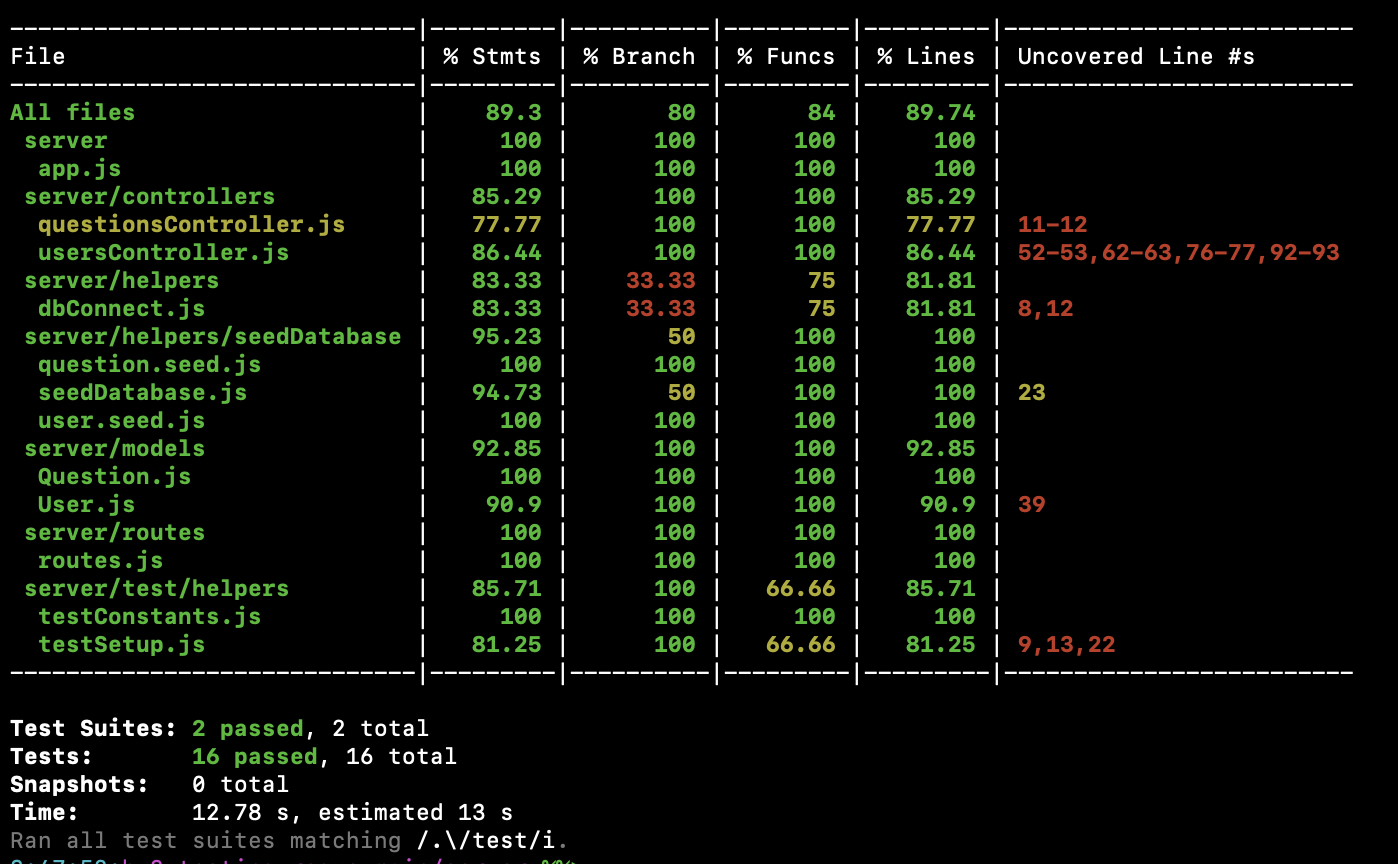 -----------------------------|---------|----------|---------|---------|-------------------------
File                         | % Stmts | % Branch | % Funcs | % Lines | Uncovered Line #s
-----------------------------|---------|----------|---------|---------|-------------------------
All files                    |    89.3 |       80 |      84 |   89.74 |
 server                      |     100 |      100 |     100 |     100 |
  app.js                     |     100 |      100 |     100 |     100 |
 server/controllers          |   85.29 |      100 |     100 |   85.29 |
  questionsController.js     |   77.77 |      100 |     100 |   77.77 | 11-12
  usersController.js         |   86.44 |      100 |     100 |   86.44 | 52-53,62-63,76-77,92-93
 server/helpers              |   83.33 |    33.33 |      75 |   81.81 |
  dbConnect.js               |   83.33 |    33.33 |      75 |   81.81 | 8,12
 server/helpers/seedDatabase |   95.23 |       50 |     100 |     100 |
  question.seed.js           |     100 |      100 |     100 |     100 |
  seedDatabase.js            |   94.73 |       50 |     100 |     100 | 23
  user.seed.js               |     100 |      100 |     100 |     100 |
 server/models               |   92.85 |      100 |     100 |   92.85 |
  Question.js                |     100 |      100 |     100 |     100 |
  User.js                    |    90.9 |      100 |     100 |    90.9 | 39
 server/routes               |     100 |      100 |     100 |     100 |
  routes.js                  |     100 |      100 |     100 |     100 |
 server/test/helpers         |   85.71 |      100 |   66.66 |   85.71 |
  testConstants.js           |     100 |      100 |     100 |     100 |
  testSetup.js               |   81.25 |      100 |   66.66 |   81.25 | 9,13,22
-----------------------------|---------|----------|---------|---------|-------------------------
Test Suites: 2 passed, 2 total
Tests:       16 passed, 16 total
Snapshots:   0 total
Time:        12.78 s, estimated 13 s
Ran all test suites matching /.\/test/i.